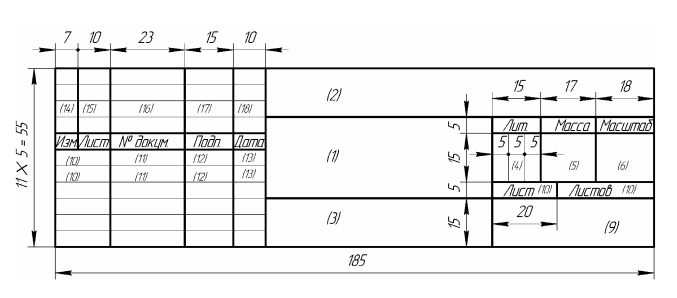 7 10 23 15 10
15 17 18
(2)
(14) (15) (16) (17) (18)
5 Лит. Масса Масштаб
Изм Лист № докум. Подп. Дата
5 5 5
11 X 5 = 55
(10) (11) (12) (13)
(1)
15
(4) (5) (6)
(10) (11) (12) (13)
5 Лист (10) Листов (10)
20
(3)
15
(9)
185